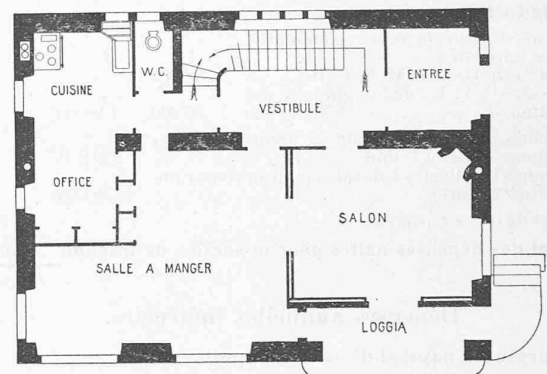 CUISINE
W.C.
ENTREE
VESTIBULE
OFFICE
SALON
SALLE A MANGER
LOGGIA